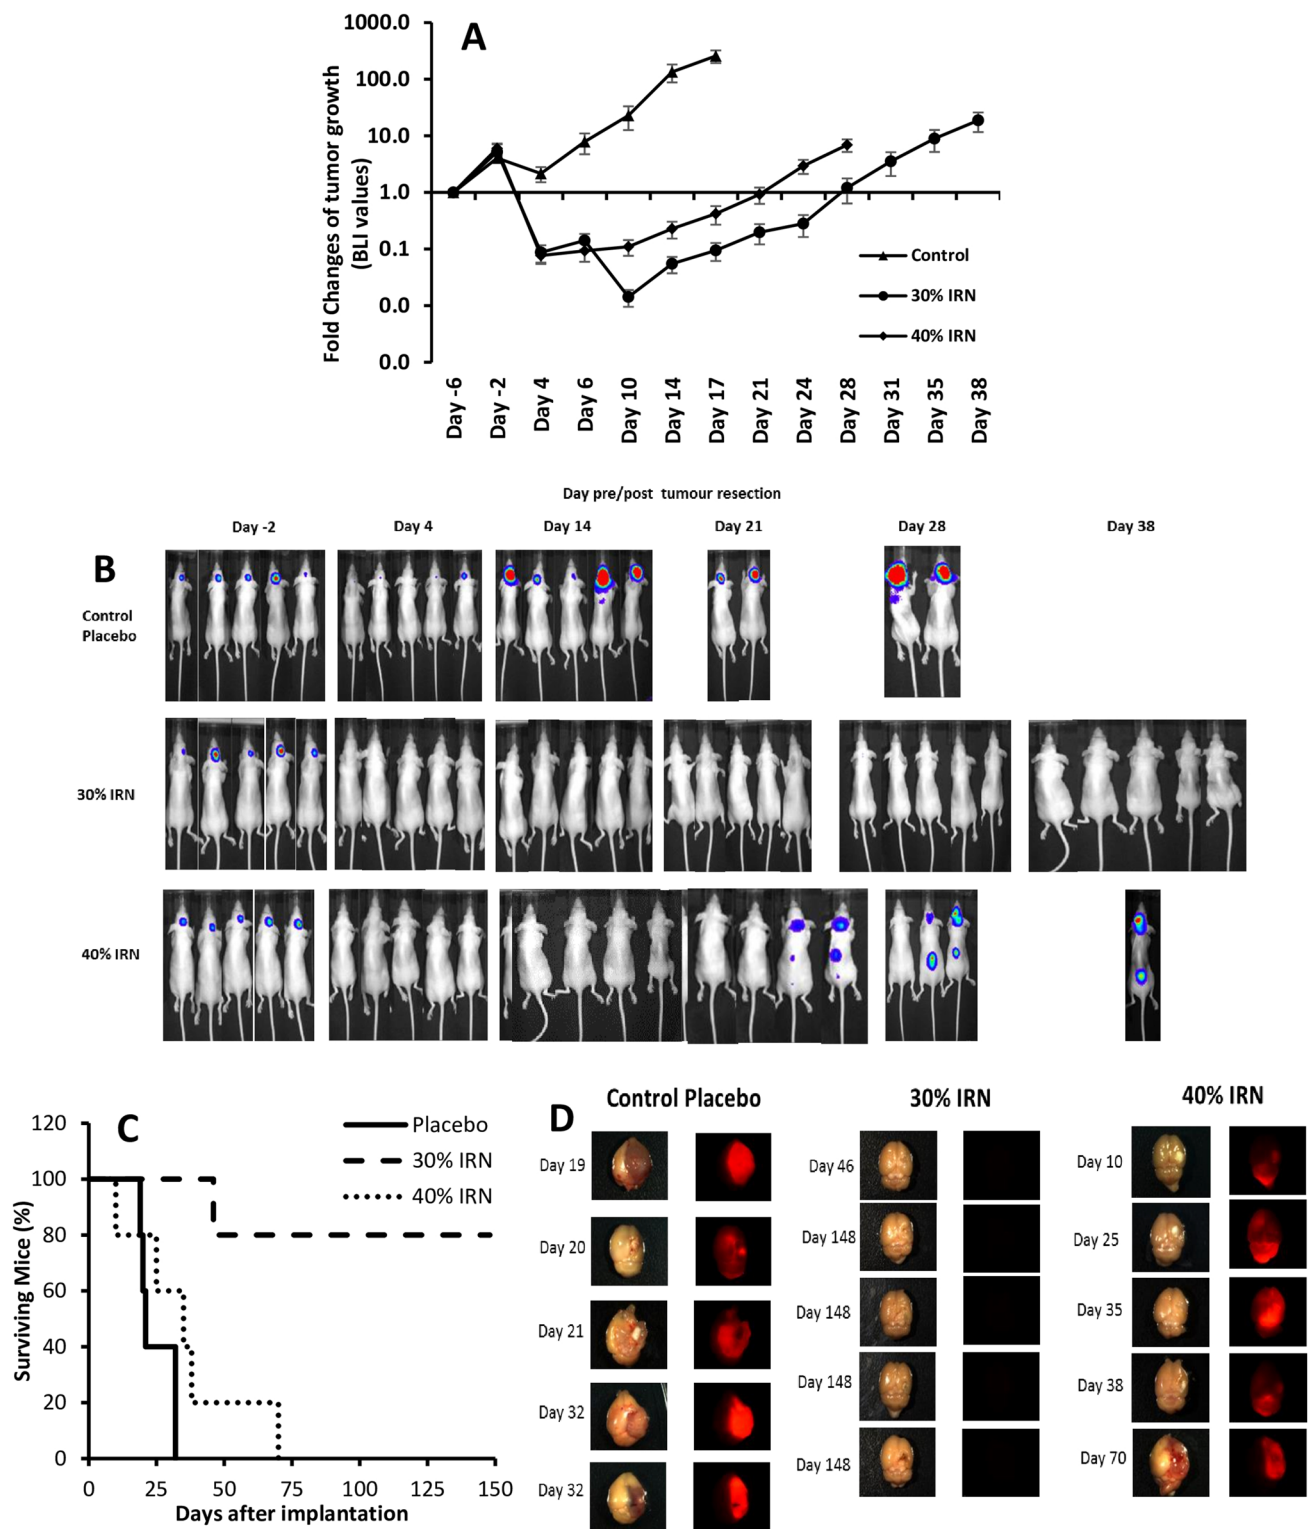 A
1000.0
100.0
10.0
1.0
0.1
0.0
0.0
Fold Changes of tumor growth
(BLI values)
Control
30% IRN
40% IRN
Day -6
Day -2
Day 4
Day 6
Day 10
Day 14
Day 17
Day 21
Day 24
Day 28
Day 31
Day 35
Day 38
Day pre/post tumour resection
Day -2 Day 4 Day 14 Day 21 Day 28 Day 38
B
Control
Placebo
30% IRN
40% IRN
C
120
100
80
60
40
20
0
Surviving Mice (%)
Placebo
30% IRN
40% IRN
0 25 50 75 100 125 150
Days after implantation
D
Control Placebo
Day 19
Day 20
Day 21
Day 32
Day 32
30% IRN
Day 46
Day 148
Day 148
Day 148
Day 148
40% IRN
Day 10
Day 25
Day 35
Day 38
Day 70